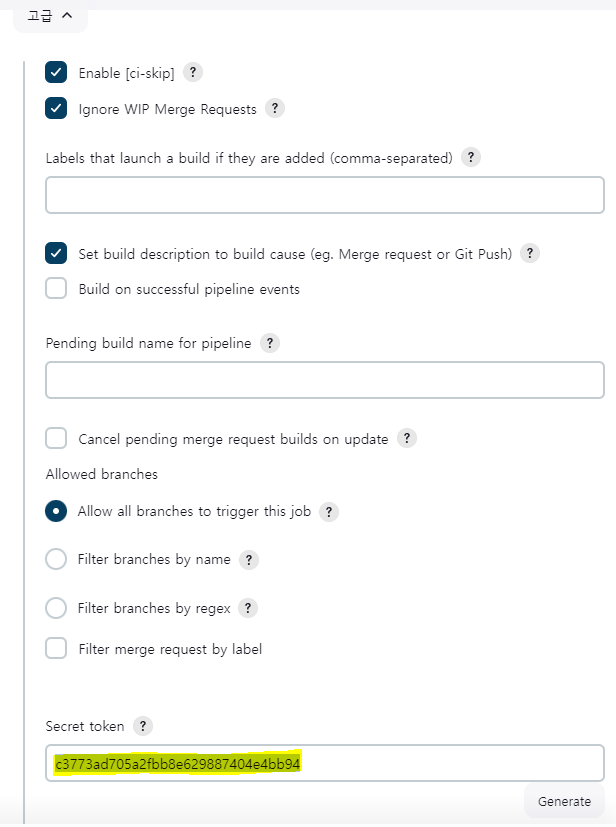 고급
Enable [ci-skip] ?
Ignore WIP Merge Requests ?
Labels that launch a build if they are added (comma-separated) ?
Set build description to build cause (eg. Merge request or Git Push) ?
Build on successful pipeline events
Pending build name for pipeline ?
Cancel pending merge request builds on update ?
Allowed branches
Allow all branches to trigger this job ?
Filter branches by name ?
Filter branches by regex ?
Filter merge request by label
Secret token ?
c3773ad705a2fbb8e629887404e4bb94
Generate